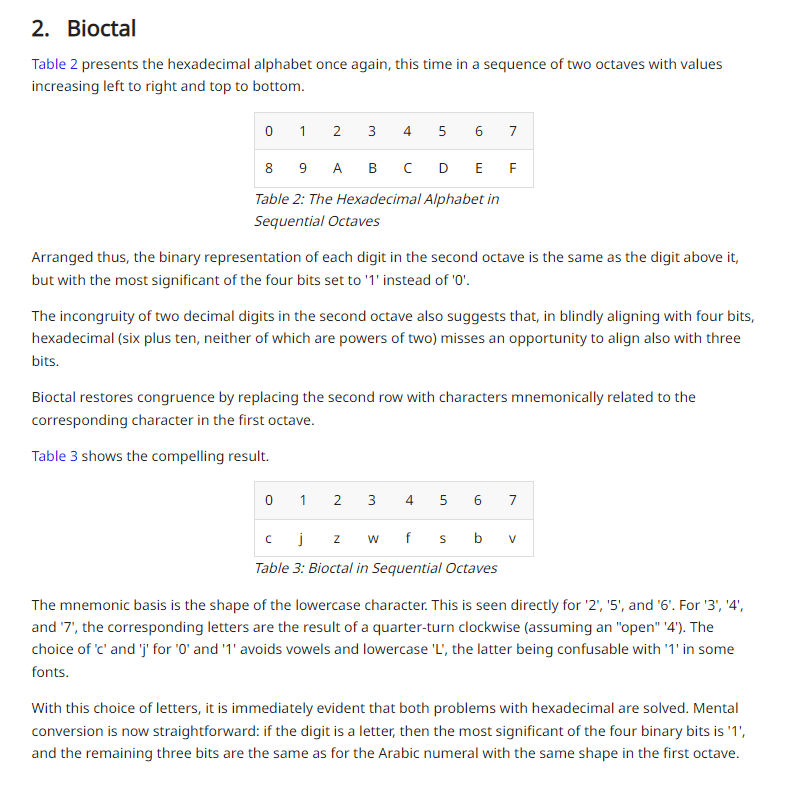 2. Bioctal
Table 2 presents the hexadecimal alphabet once again, this time in a sequence of two octaves with values
increasing left to right and top to bottom.
0 1 2 3 4 5 6 7
8 9 A B C D E F
Table 2: The Hexadecimal Alphabet in
Sequential Octaves
Arranged thus, the binary representation of each digit in the second octave is the same as the digit above it,
but with the most significant of the four bits set to '1' instead of '0'.
The incongruity of two decimal digits in the second octave also suggests that, in blindly aligning with four bits,
hexadecimal (six plus ten, neither of which are powers of two) misses an opportunity to align also with three
bits.
Bioctal restores congruence by replacing the second row with characters mnemonically related to the
corresponding character in the first octave.
Table 3 shows the compelling result.
0 1 2 3 4 5 6 7
c j z w f s b v
Table 3: Bioctal in Sequential Octaves
The mnemonic basis is the shape of the lowercase character. This is seen directly for '2', '5', and '6'. For '3', '4',
and '7', the corresponding letters are the result of a quarter-turn clockwise (assuming an "open" '4'). The
choice of 'c' and 'j' for '0' and '1' avoids vowels and lowercase 'L', the latter being confusable with '1' in some
fonts.
With this choice of letters, it is immediately evident that both problems with hexadecimal are solved. Mental
conversion is now straightforward: if the digit is a letter, then the most significant of the four binary bits is '1',
and the remaining three bits are the same as for the Arabic numeral with the same shape in the first octave.